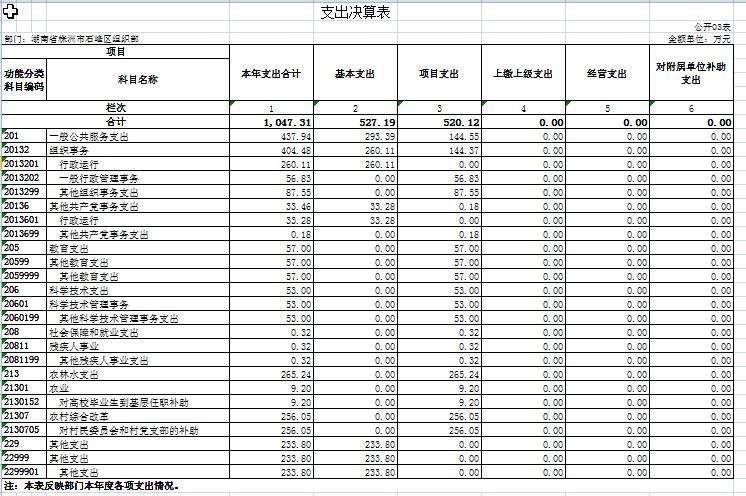 支出决算表
公开03表
部门：湖南省株洲市石峰区组织部 金额单位：万元
项目 本年支出合计 基本支出 项目支出 上缴上级支出 经营支出 对附属单位补助支出
功能分类科目编码 科目名称
栏次 1 2 3 4 5 6
合计 1,047.31 527.19 520.12 0.00 0.00 0.00
201 一般公共服务支出 437.94 293.39 144.55 0.00 0.00 0.00
20132 组织事务 404.48 260.11 144.37 0.00 0.00 0.00
2013201 行政运行 260.11 260.11 0.00 0.00 0.00 0.00
2013202 一般行政管理事务 56.83 0.00 56.83 0.00 0.00 0.00
2013299 其他组织事务支出 87.55 0.00 87.55 0.00 0.00 0.00
20136 其他共产党事务支出 33.46 33.28 0.18 0.00 0.00 0.00
2013601 行政运行 33.28 33.28 0.00 0.00 0.00 0.00
2013699 其他共产党事务支出 0.18 0.00 0.18 0.00 0.00 0.00
205 教育支出 57.00 0.00 57.00 0.00 0.00 0.00
20599 其他教育支出 57.00 0.00 57.00 0.00 0.00 0.00
2059999 其他教育支出 57.00 0.00 57.00 0.00 0.00 0.00
206 科学技术支出 53.00 0.00 53.00 0.00 0.00 0.00
20601 科学技术管理事务 53.00 0.00 53.00 0.00 0.00 0.00
2060199 其他科学技术管理事务支出 53.00 0.00 53.00 0.00 0.00 0.00
208 社会保障和就业支出 0.32 0.00 0.32 0.00 0.00 0.00
20811 残疾人事业 0.32 0.00 0.32 0.00 0.00 0.00
2081199 其他残疾人事业支出 0.32 0.00 0.32 0.00 0.00 0.00
213 农林水支出 265.24 0.00 265.24 0.00 0.00 0.00
21301 农业 9.20 0.00 9.20 0.00 0.00 0.00
2130152 对高校毕业生到基层任职补助 9.20 0.00 9.20 0.00 0.00 0.00
21307 农村综合改革 256.05 0.00 256.05 0.00 0.00 0.00
2130705 对村民委员会和村党支部的补助 256.05 0.00 256.05 0.00 0.00 0.00
229 其他支出 233.80 233.80 0.00 0.00 0.00 0.00
22999 其他支出 233.80 233.80 0.00 0.00 0.00 0.00
2299901 其他支出 233.80 233.80 0.00 0.00 0.00 0.00
注：本表反映部门本年度各项支出情况。